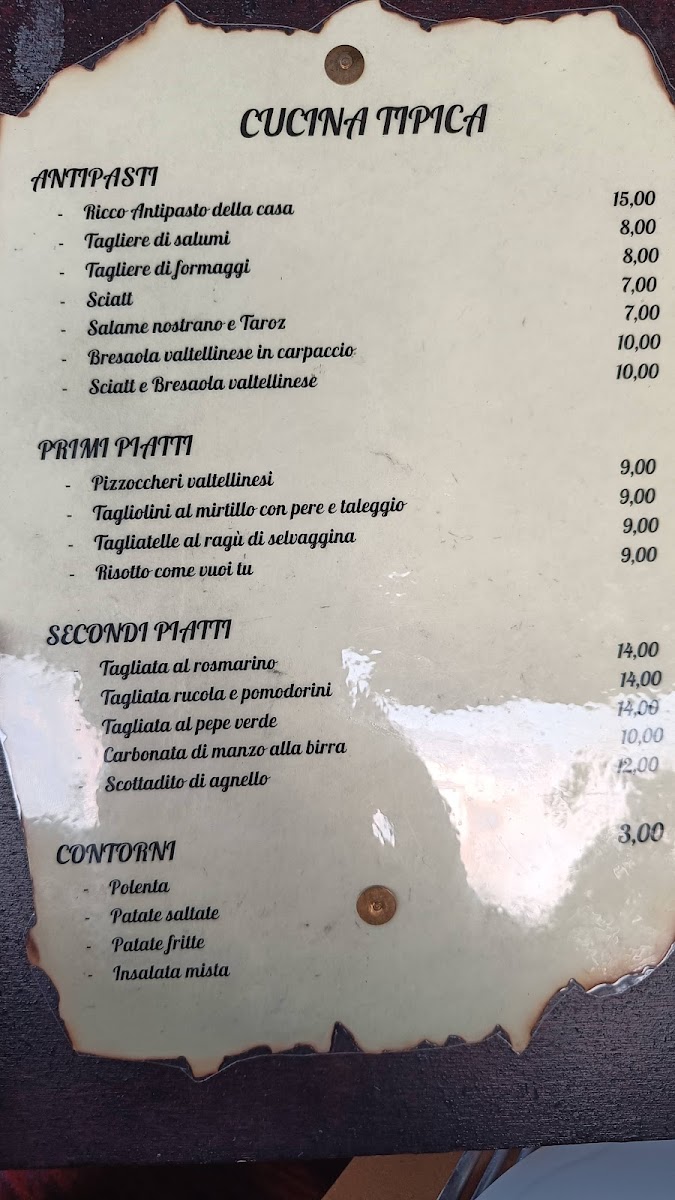 CUCINA TIPICA
ANTIPASTI
- Ricco Antipasto della casa 15,00
- Tagliere di salumi 8,00
- Tagliere di formaggi 8,00
- Sciatt 7,00
- Salame nostrano e Taroz 7,00
- Bresaola valtellinese in carpaccio 10,00
- Sciatt e Bresaola valtellinese 10,00
PRIMI PIATTI
- Pizzoccheri valtellinesi 9,00
- Tagliolini al mirtillo con pere e taleggio 9,00
- Tagliatelle al ragù di selvaggina 9,00
- Risotto come vuoi tu 9,00
SECONDI PIATTI
- Tagliata al rosmarino 14,00
- Tagliata rucola e pomodorini 14,00
- Tagliata al pepe verde 14,00
- Carbonata di manzo alla birra 10,00
- Scottadito di agnello 12,00
CONTORNI 3,00
- Polenta
- Patate saltate
- Patate fritte
- Insalata mista